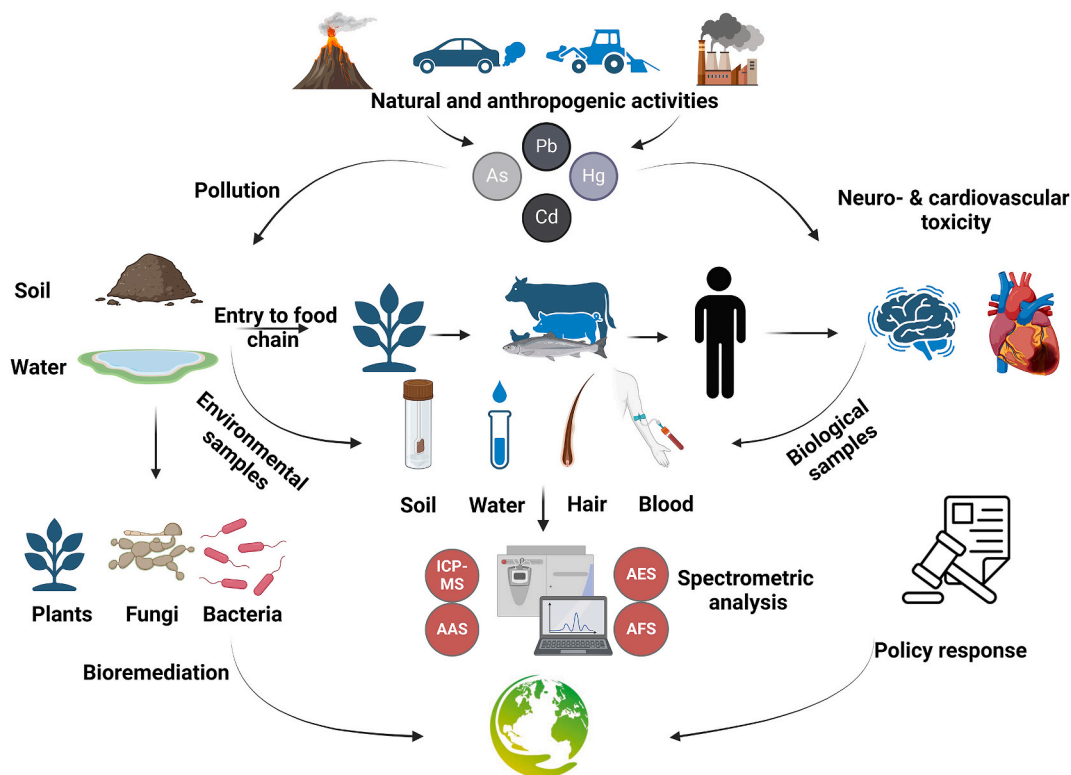 Natural and anthropogenic activities
Pb
As
Hg
Cd
Pollution
Neuro- & cardiovascular
toxicity
Soil
Water
Entry to food
chain
Environmental
samples
Biological
samples
Soil
Water
Hair
Blood
Plants
Fungi
Bacteria
ICP-
MS
AAS
AES
AFS
Spectrometric
analysis
Bioremediation
Policy response